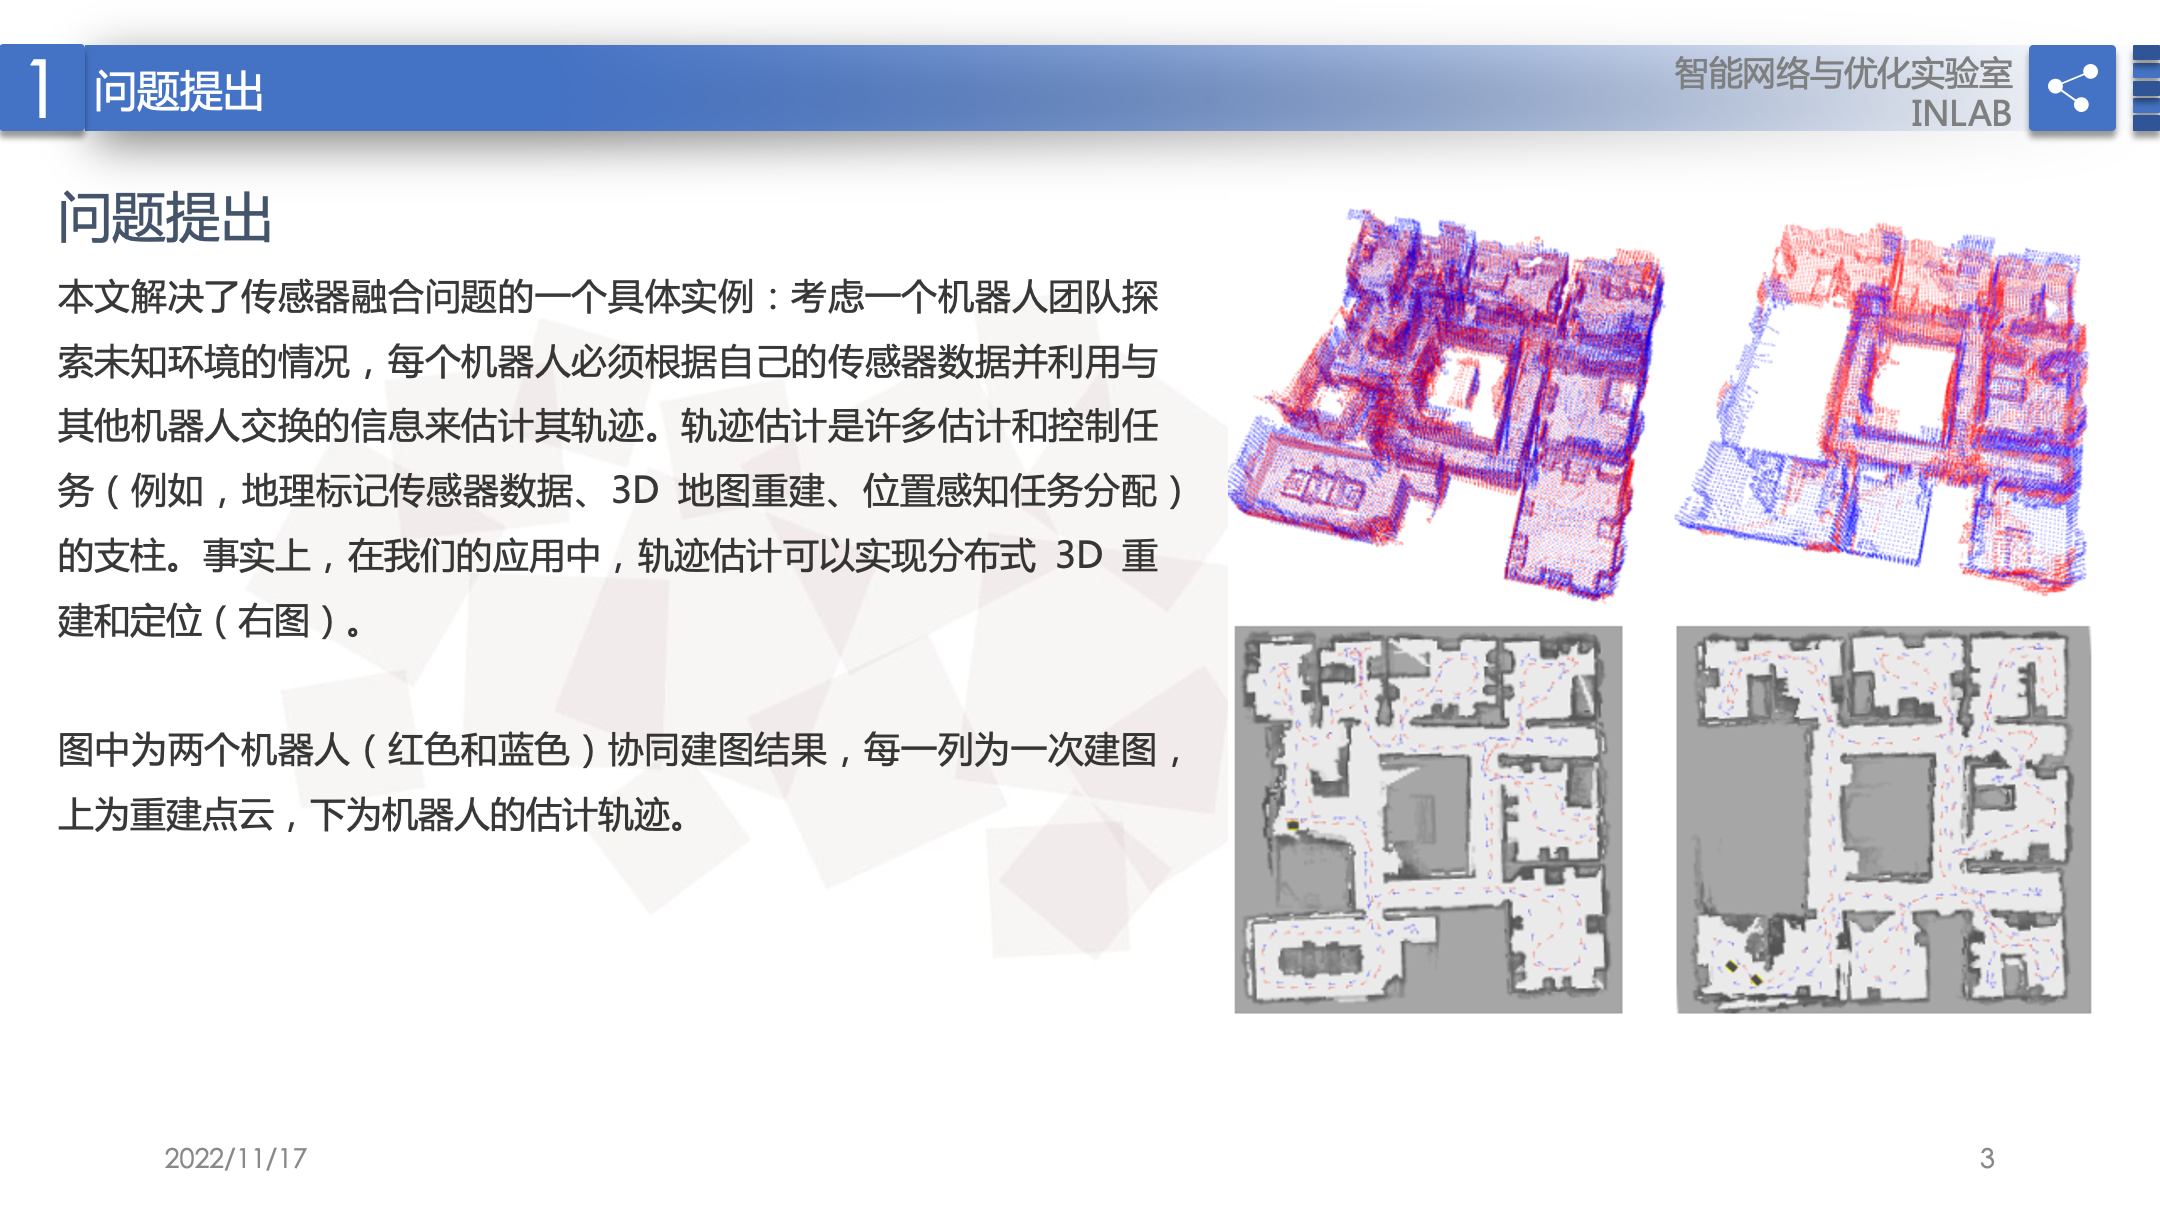 1
问题提出
智能网络与优化实验室
INLAB
问题提出
本文解决了传感器融合问题的一个具体实例：考虑一个机器人团队探
索未知环境的情况，每个机器人必须根据自己的传感器数据并利用与
其他机器人交换的信息来估计其轨迹。轨迹估计是许多估计和控制任
务（例如，地理标记传感器数据、3D 地图重建、位置感知任务分配）
的支柱。事实上，在我们的应用中，轨迹估计可以实现分布式 3D 重
建和定位（右图）。
图中为两个机器人（红色和蓝色）协同建图结果，每一列为一次建图，
上为重建点云，下为机器人的估计轨迹。
2022/11/17
3